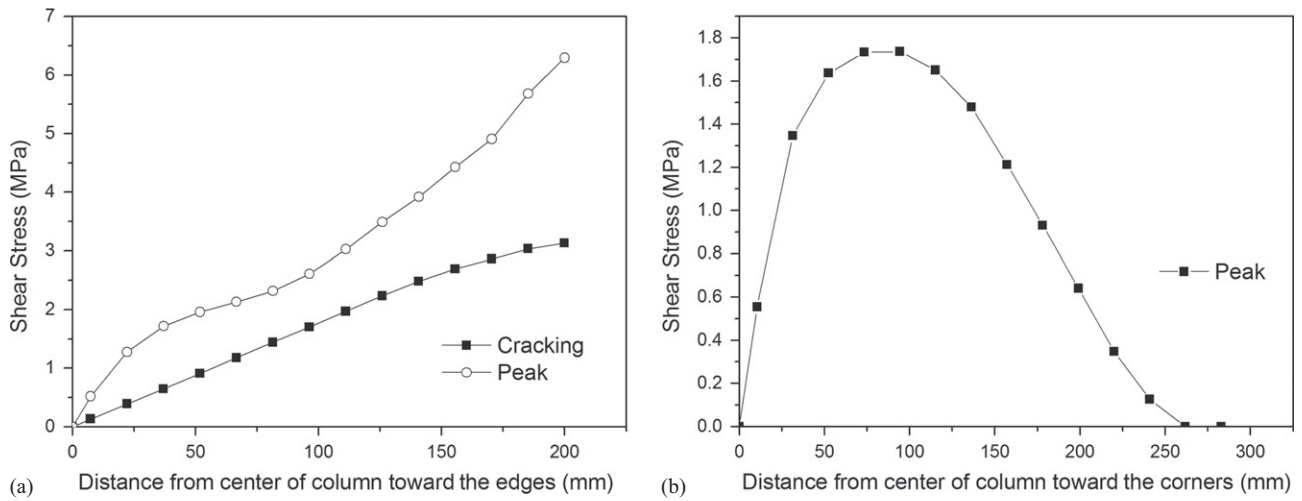 7
6
5
4
3
2
1
0
Shear Stress (MPa)
Cracking
Peak
0 50 100 150 200
Distance from center of column toward the edges (mm)
(a)
1.8
1.6
1.4
1.2
1.0
0.8
0.6
0.4
0.2
0.0
Shear Stress (MPa)
Peak
0 50 100 150 200 250 300
Distance from center of column toward the corners (mm)
(b)